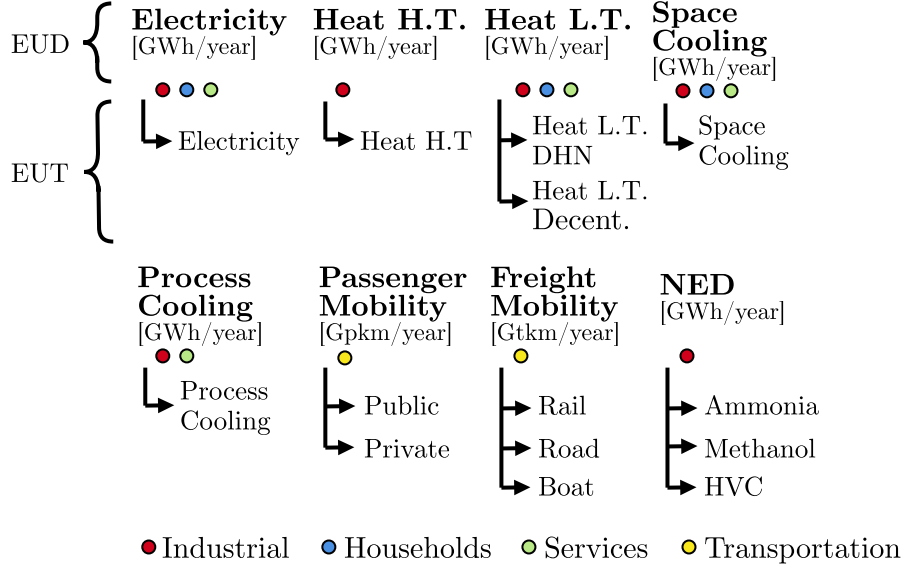 EUD
Electricity
[GWh/year]
Heat H.T.
[GWh/year]
Heat L.T.
[GWh/year]
Space
Cooling
[GWh/year]
EUT
Electricity
Heat H.T
Heat L.T.
DHN
Heat L.T.
Decent.
Space
Cooling
Process
Cooling
[GWh/year]
Process
Cooling
Passenger
Mobility
[Gpkm/year]
Public
Private
Freight
Mobility
[Gtkm/year]
Rail
Road
Boat
NED
[GWh/year]
Ammonia
Methanol
HVC
Industrial
Households
Services
Transportation